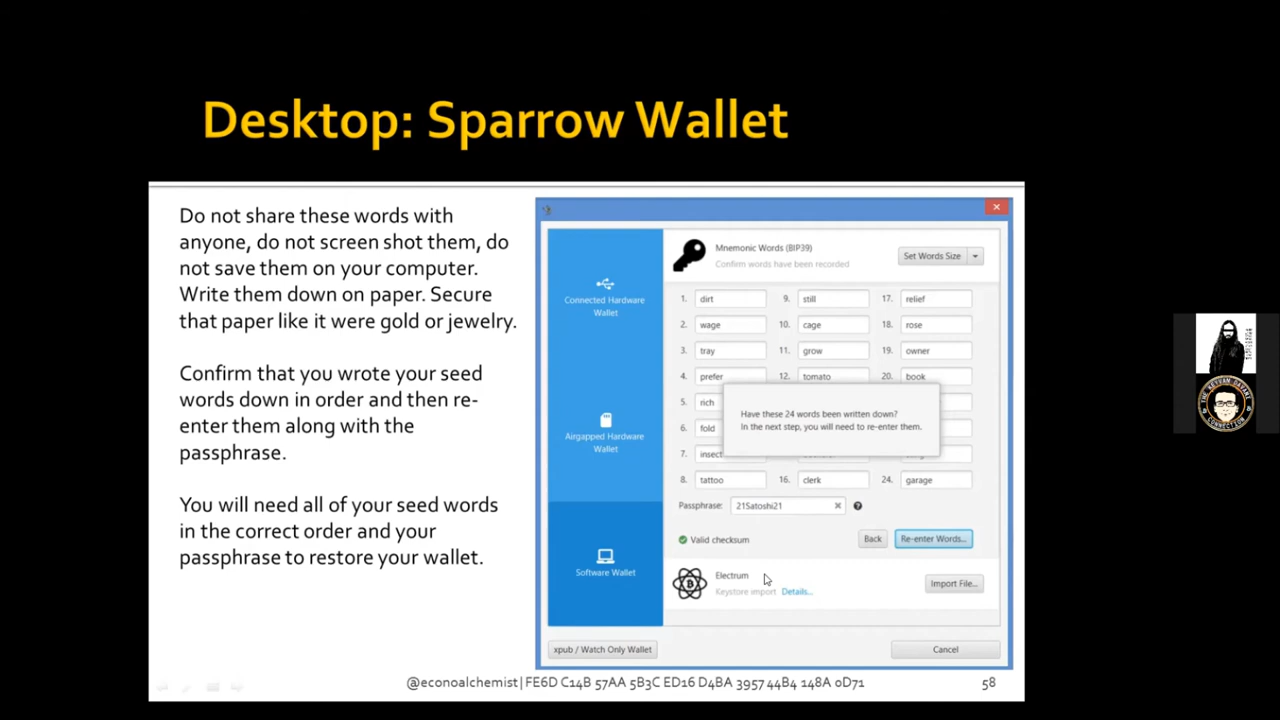 Desktop: Sparrow Wallet
Do not share these words with
anyone, do not screen shot them, do
not save them on your computer.
Write them down on paper. Secure
that paper like it were gold or jewelry.
Confirm that you wrote your seed
words down in order and then re-
enter them along with the
passphrase.
You will need all of your seed words
in the correct order and your
passphrase to restore your wallet.
Connected Hardware
Wallet
Airgapped Hardware
Wallet
Software Wallet
Mnemonic Words (BIP39)
Confirm words have been recorded
Set Words Size
1. dirt 9. still 17. relief
2. wage 10. cage 18. rose
3. tray 11. grow 19. owner
4. prefer 12. tomato 20. book
5. rich
6. fold
7. insect
8. tattoo 16. clerk 24. garage
Have these 24 words been written down?
In the next step, you will need to re-enter them.
Passphrase: 21Satoshi21
Valid checksum
Back
Re-enter Words...
Electrum
Keystore import Details...
Import File...
xpub / Watch Only Wallet
Cancel
@econoalchemist| FE6D C14B 57AA 5B3C ED16 D4BA 3957 44B4 148A 0D71
58
THE KEYVAN DAVANI
CONNECTION